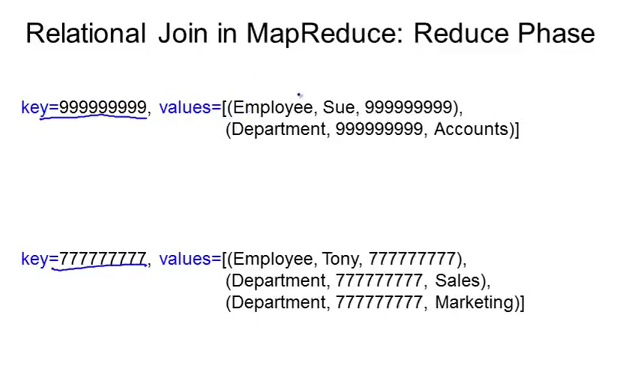 Relational Join in MapReduce: Reduce Phase
key=999999999, values=[(Employee, Sue, 999999999),
(Department, 999999999, Accounts)]
key=777777777, values=[(Employee, Tony, 777777777),
(Department, 777777777, Sales),
(Department, 777777777, Marketing)]